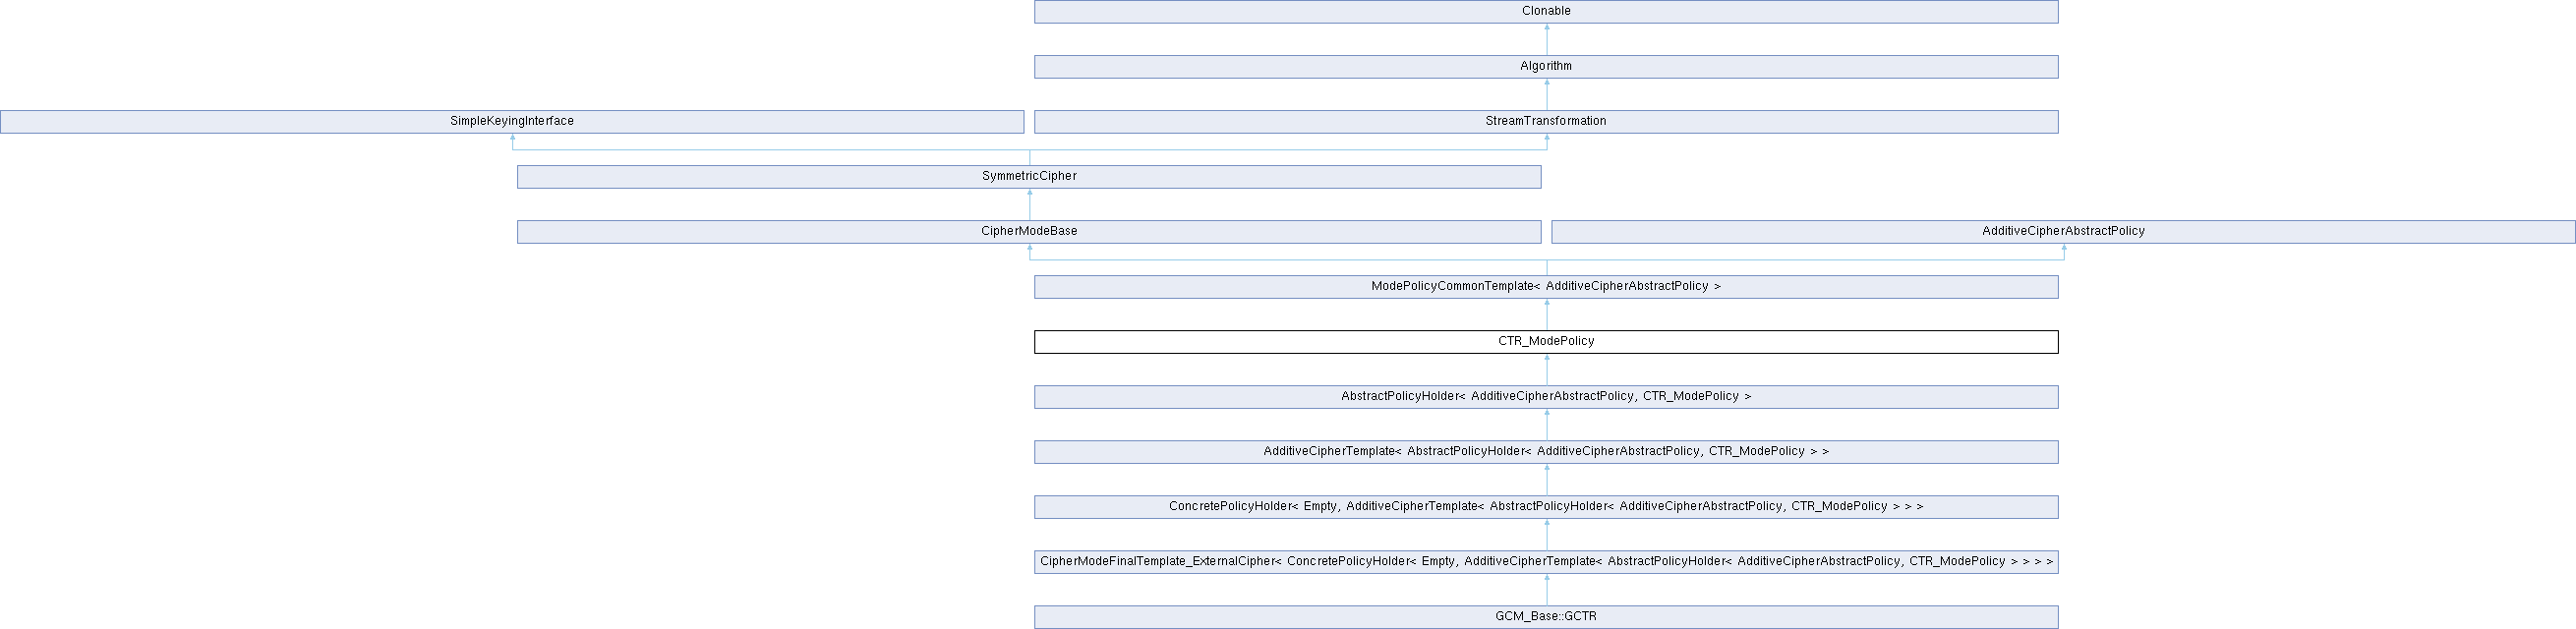 Clonable
Algorithm
SimpleKeyingInterface
StreamTransformation
SymmetricCipher
CipherModeBase
AdditiveCipherAbstractPolicy
ModePolicyCommonTemplate< AdditiveCipherAbstractPolicy >
CTR_ModePolicy
AbstractPolicyHolder< AdditiveCipherAbstractPolicy, CTR_ModePolicy >
AdditiveCipherTemplate< AbstractPolicyHolder< AdditiveCipherAbstractPolicy, CTR_ModePolicy > >
ConcretePolicyHolder< Empty, AdditiveCipherTemplate< AbstractPolicyHolder< AdditiveCipherAbstractPolicy, CTR_ModePolicy > > >
CipherModeFinalTemplate_ExternalCipher< ConcretePolicyHolder< Empty, AdditiveCipherTemplate< AbstractPolicyHolder< AdditiveCipherAbstractPolicy, CTR_ModePolicy > > > >
GCM_Base::GCTR